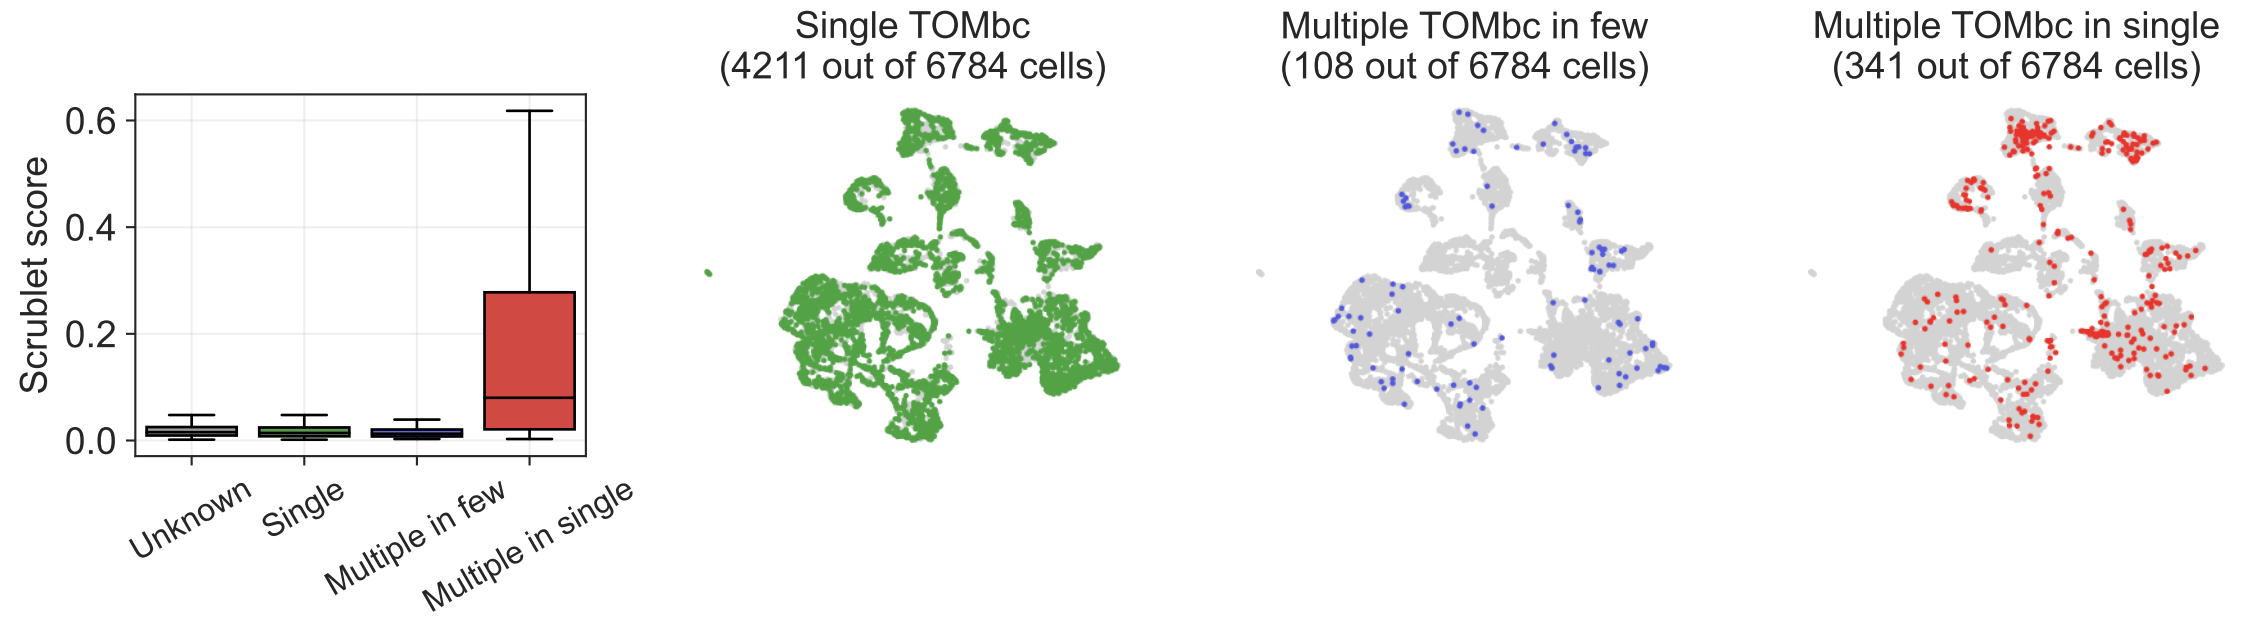 Single TOMbc
(4211 out of 6784 cells)
Multiple TOMbc in few
(108 out of 6784 cells)
Multiple TOMbc in single
(341 out of 6784 cells)
Scrublet score
0.6
0.4
0.2
0.0
Unknown
Single
Multiple in few
Multiple in single